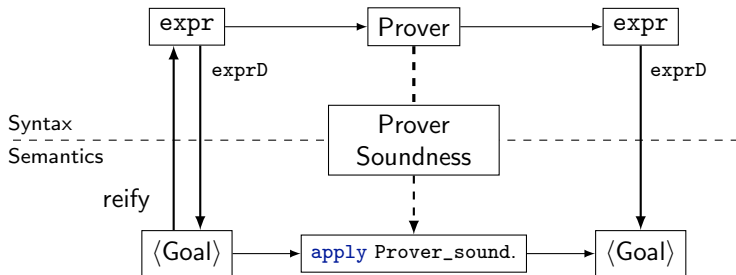 expr
Prover
expr
exprD
exprD
Prover
Soundness
Syntax
Semantics
reify
⟨Goal⟩
apply Prover_sound.
⟨Goal⟩